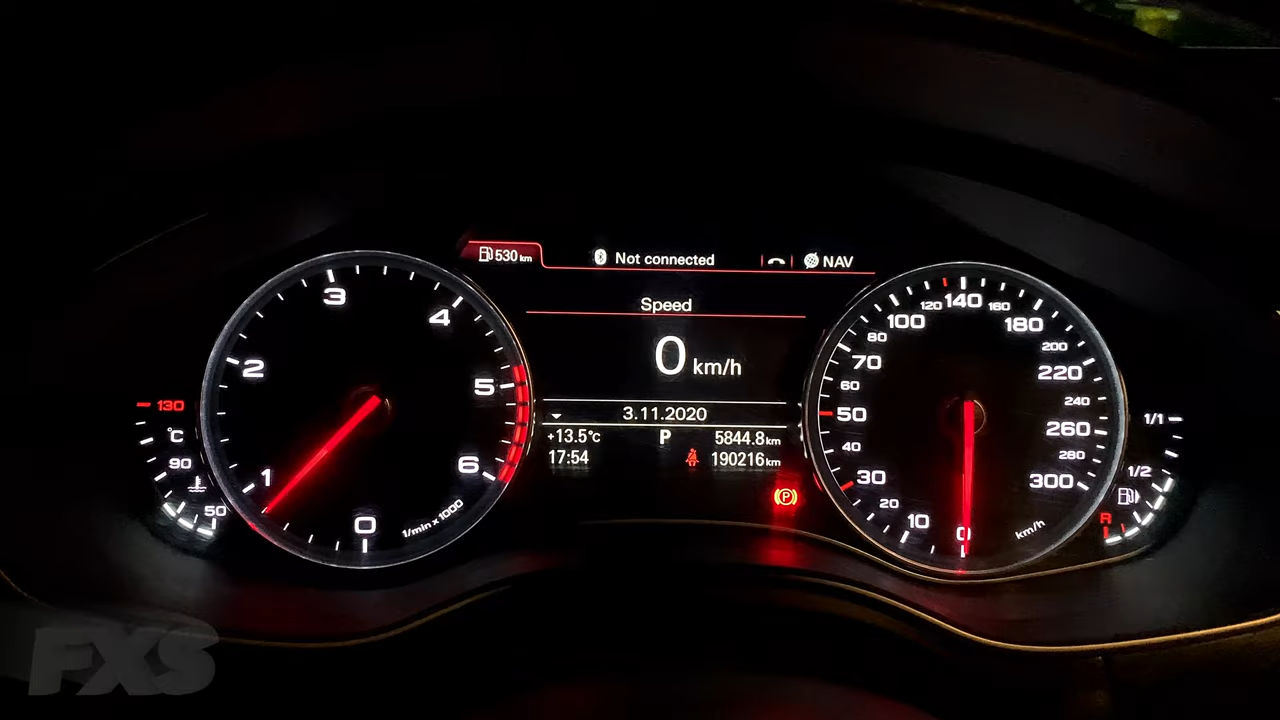 530 km
Not connected
NAV
Speed
0 km/h
3.11.2020
+13.5°C
P
5844.8 km
17:54
190216 km
(P)
0
1
2
3
4
5
6
1/min x 1000
130
°C
90
50
0
10
20
30
40
50
60
70
80
100
120
140
160
180
200
220
240
260
280
300
km/h
1/1
1/2
R
FXS